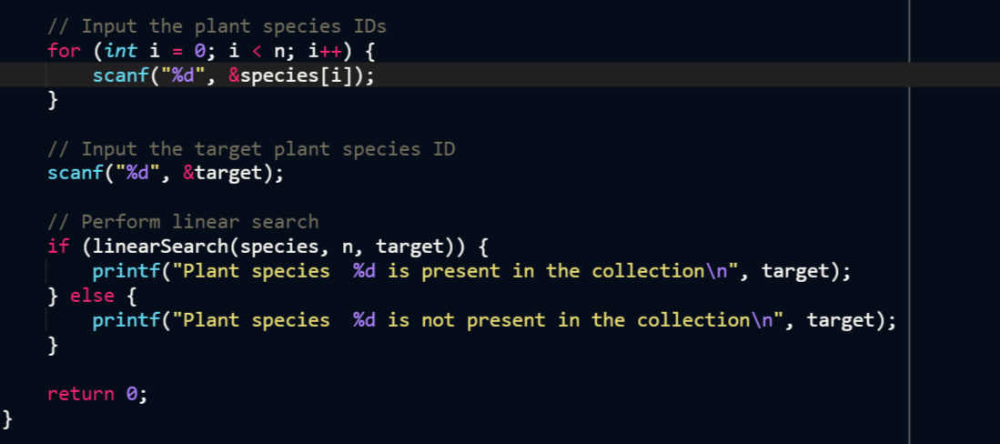 // Input the plant species IDs
for (int i = 0; i < n; i++) {
scanf("%d", &species[i]);
}
// Input the target plant species ID
scanf("%d", &target);
// Perform linear search
if (linearSearch(species, n, target)) {
printf("Plant species  %d is present in the collection\n", target);
} else {
printf("Plant species  %d is not present in the collection\n", target);
}
return 0;
}